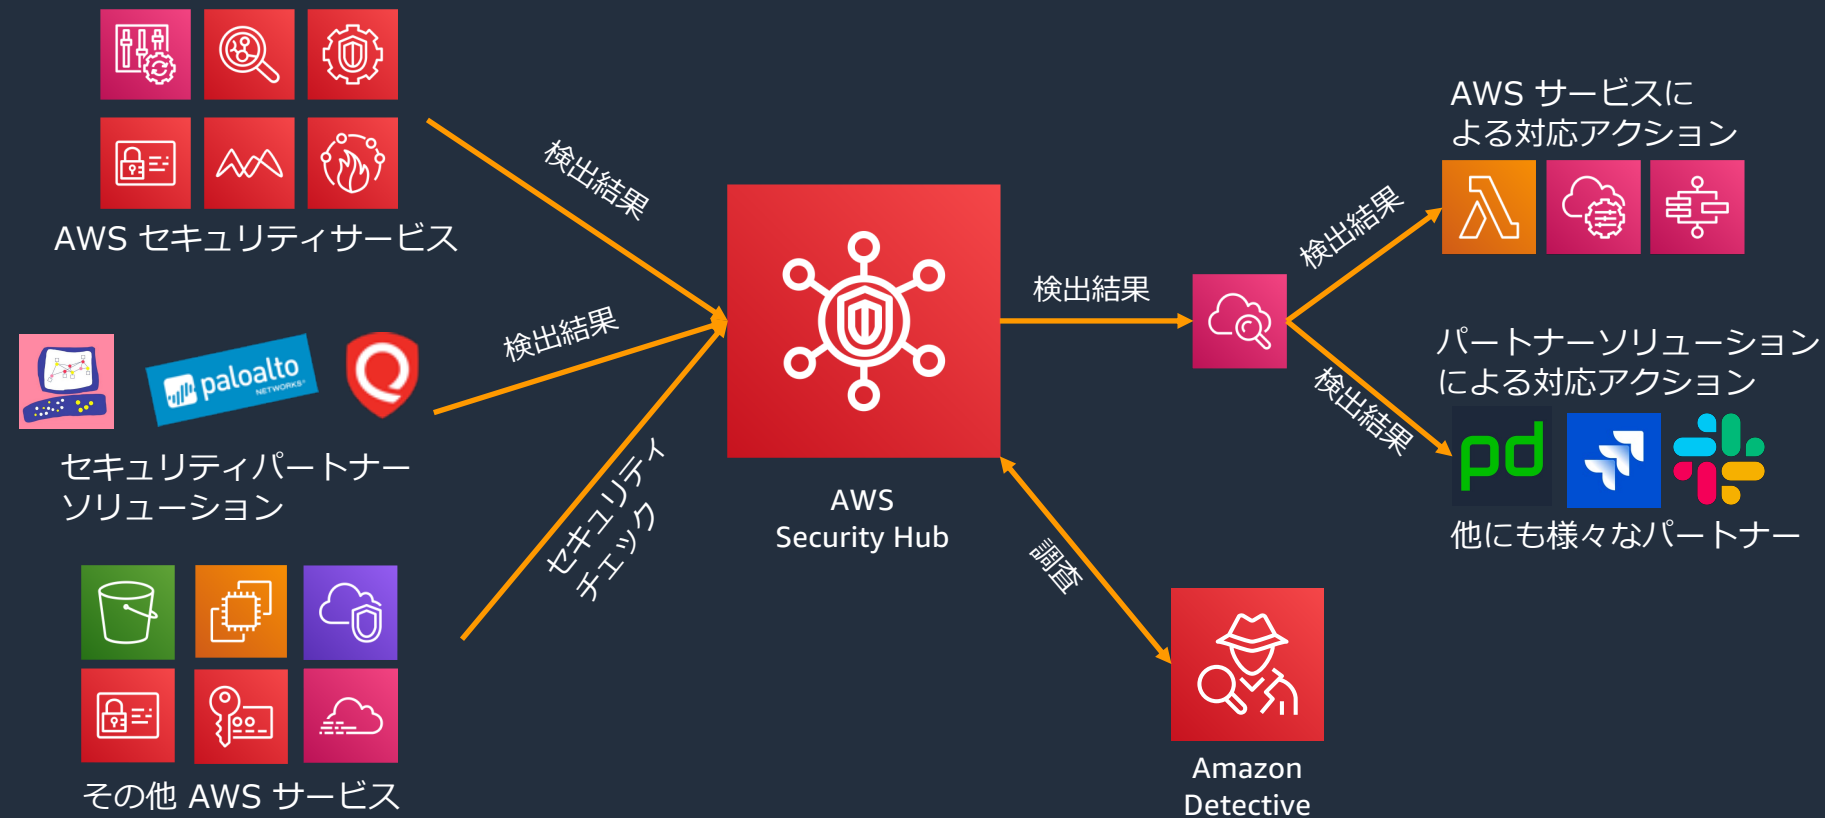 AWS セキュリティサービス
検出結果
paloalto
NETWORKS
検出結果
セキュリティパートナー
ソリューション
セキュリティ
チェック
その他 AWS サービス
AWS
Security Hub
検出結果
調査
Amazon
Detective
検出結果
AWS サービスに
よる対応アクション
検出結果
パートナーソリューション
による対応アクション
pd
他にも様々なパートナー